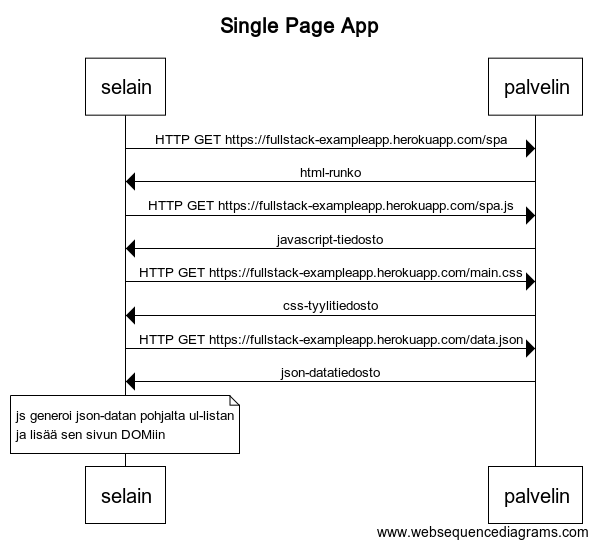 Single Page App
selain
palvelin
HTTP GET https://fullstack-exampleapp.herokuapp.com/spa
html-runko
HTTP GET https://fullstack-exampleapp.herokuapp.com/spa.js
javascript-tiedosto
HTTP GET https://fullstack-exampleapp.herokuapp.com/main.css
css-tyylitiedosto
HTTP GET https://fullstack-exampleapp.herokuapp.com/data.json
json-datatiedosto
js generoi json-datan pohjalta ul-listan
ja lisää sen sivun DOMiin
selain
palvelin
www.websequencediagrams.com